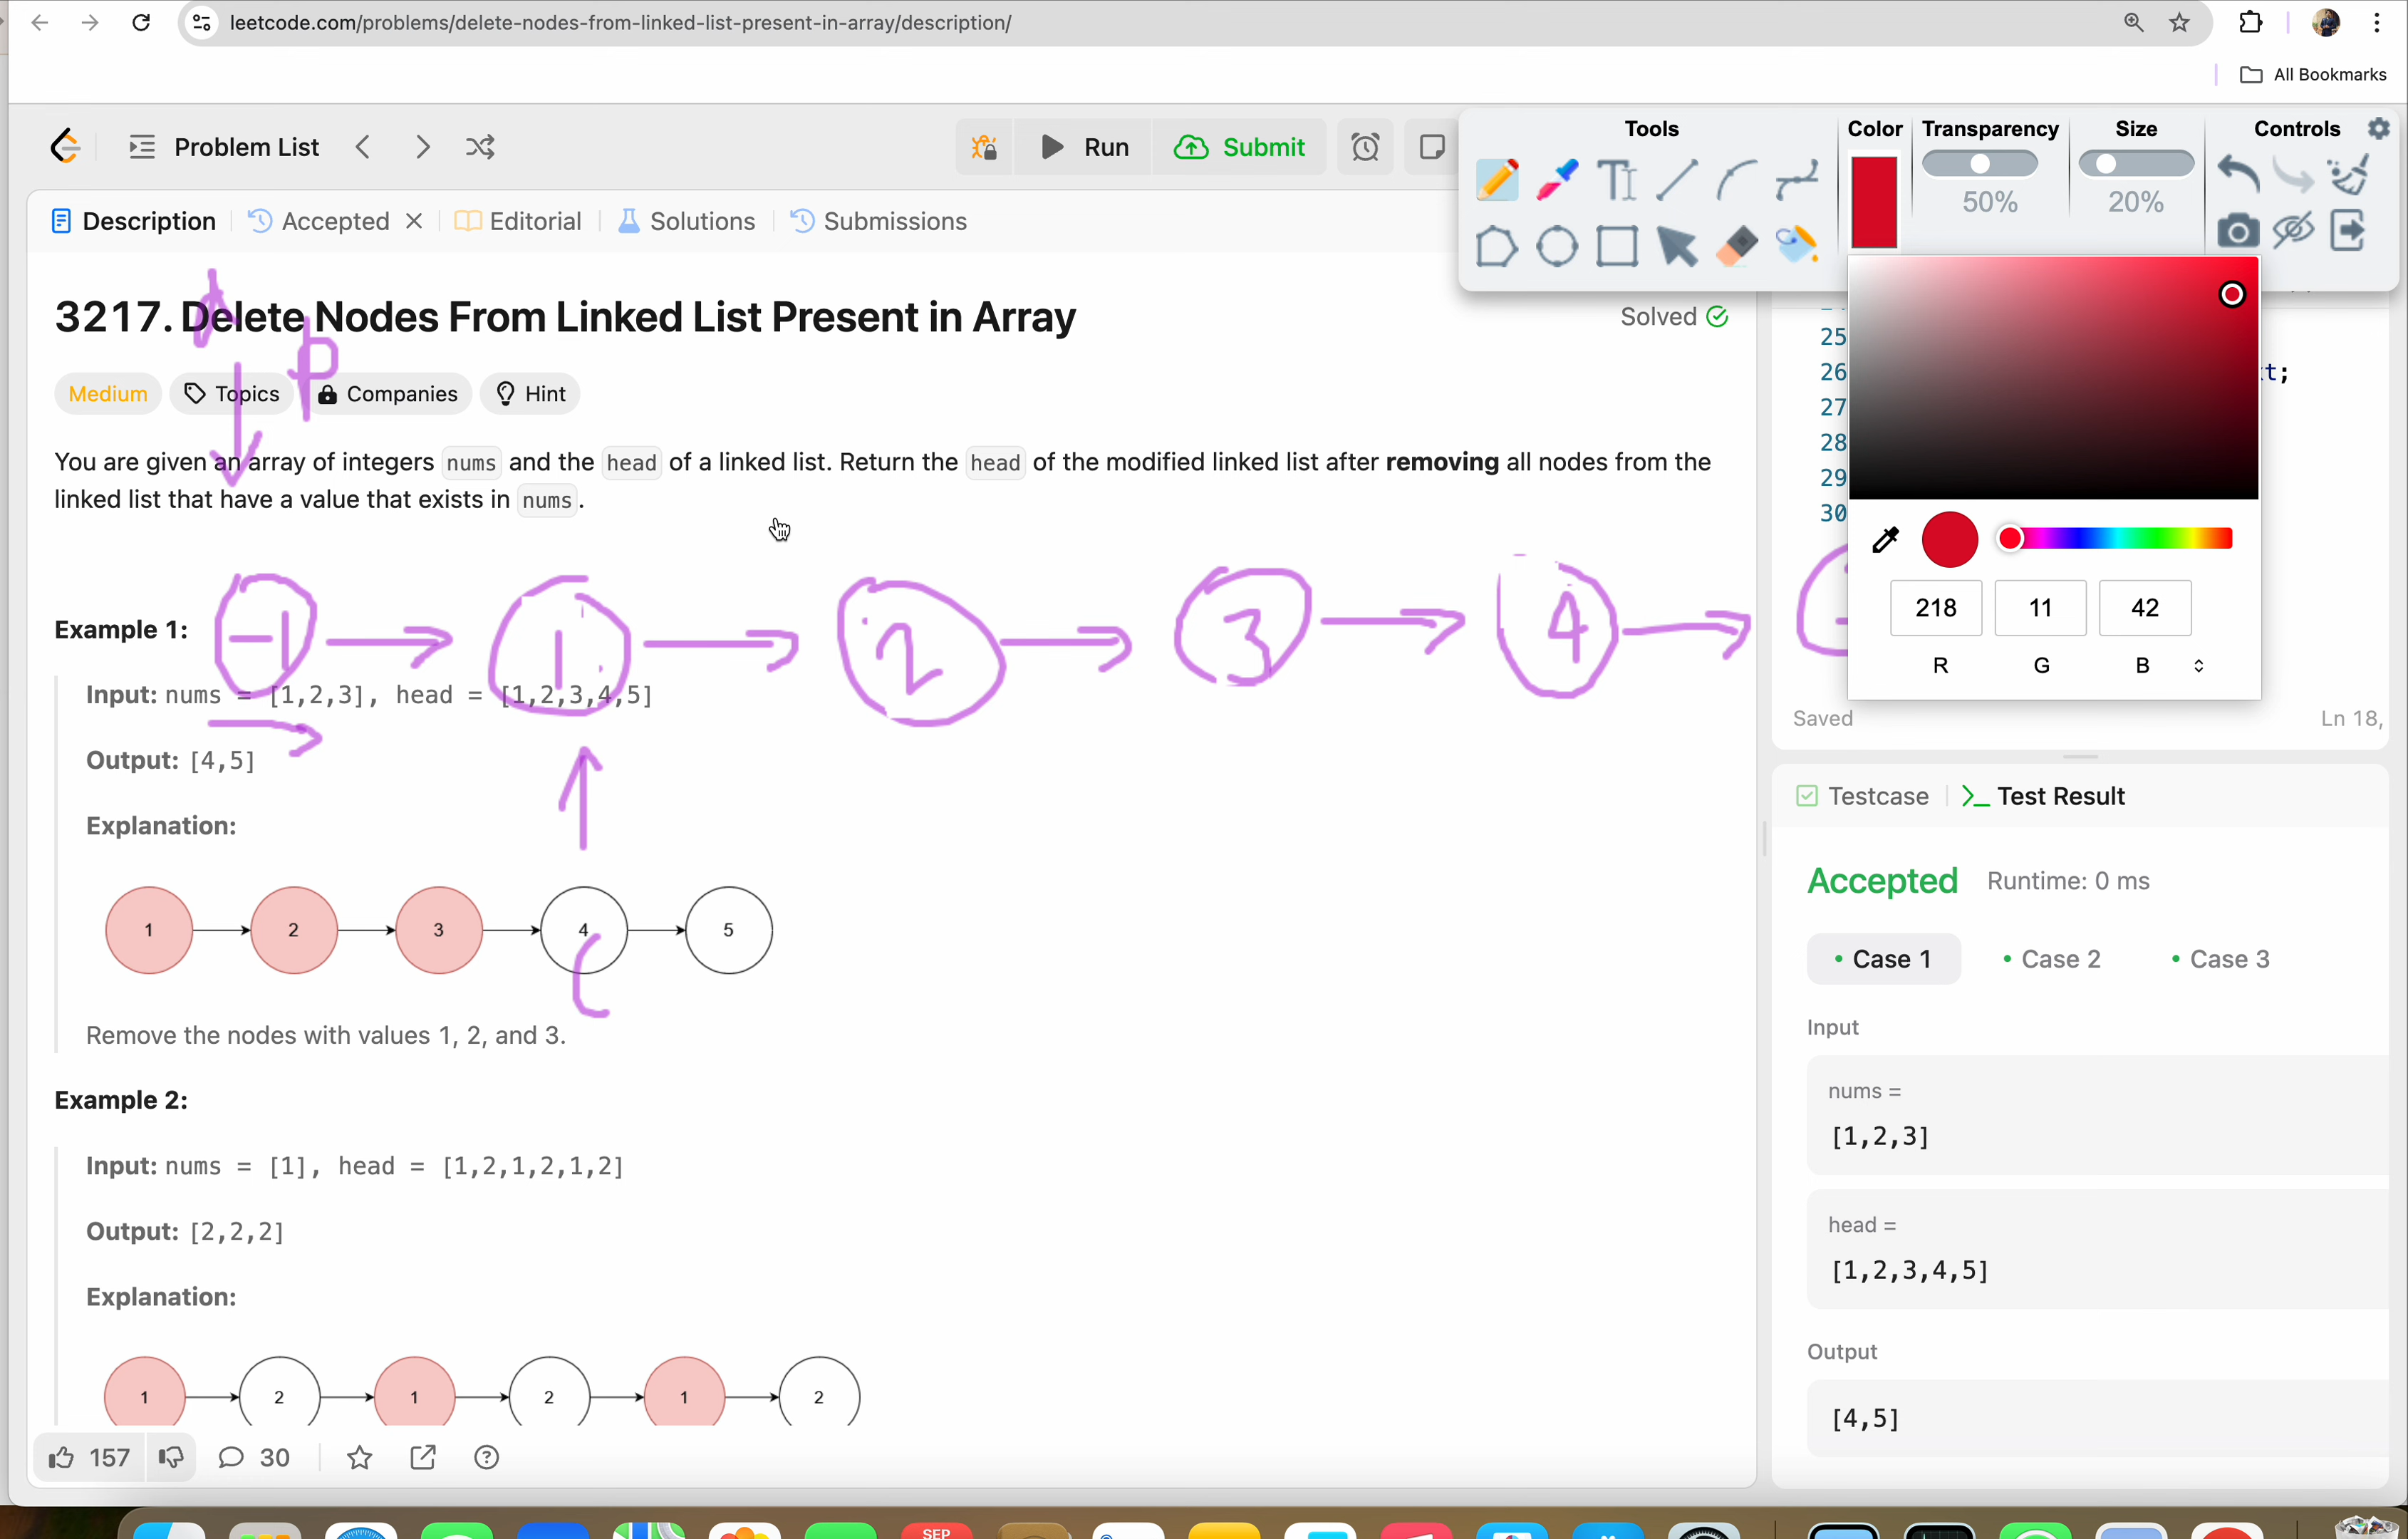 leetcode.com/problems/delete-nodes-from-linked-list-present-in-array/description/
All Bookmarks
Problem List
Run
Submit
Tools
Color
Transparency
Size
Controls
50%
20%
Description
Accepted
Editorial
Solutions
Submissions
3217. Delete Nodes From Linked List Present in Array
Solved
p
Medium
Topics
Companies
Hint
You are given an array of integers nums and the head of a linked list. Return the head of the modified linked list after removing all nodes from the
linked list that have a value that exists in nums.
25
26
t;
27
28
29
30
218
11
42
R
G
B
Example 1:
-1
1
2
3
4
Input: nums = [1,2,3], head = [1,2,3,4,5]
Output: [4,5]
Explanation:
1
2
3
4
5
C
Remove the nodes with values 1, 2, and 3.
Example 2:
Input: nums = [1], head = [1,2,1,2,1,2]
Output: [2,2,2]
Explanation:
1
2
1
2
1
2
157
30
Saved
Ln 18,
Testcase
Test Result
Accepted
Runtime: 0 ms
Case 1
Case 2
Case 3
Input
nums =
[1,2,3]
head =
[1,2,3,4,5]
Output
[4,5]
SEP